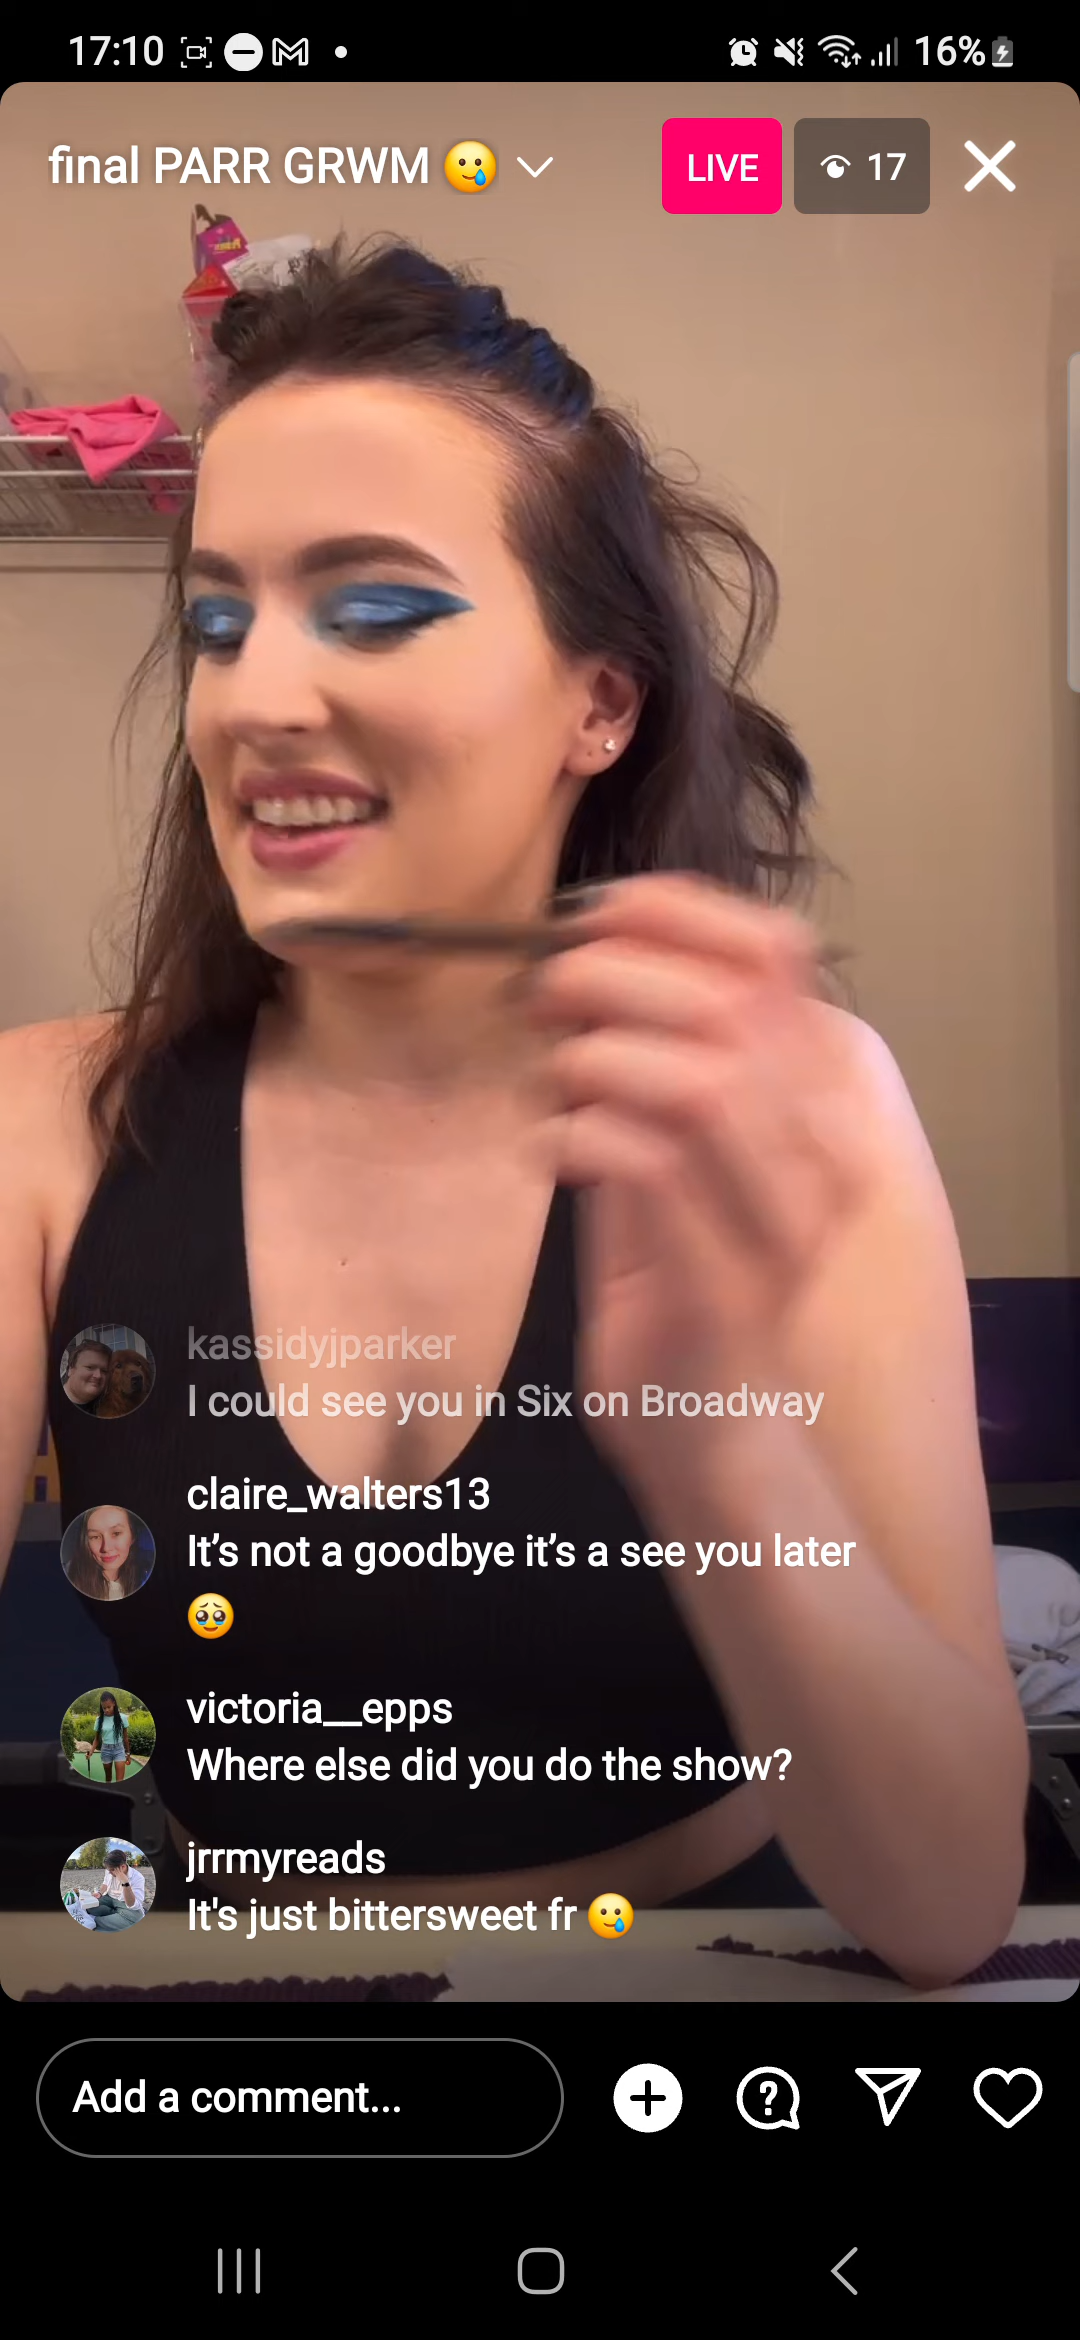 17:10 16%
final PARR GRWM 🥲 LIVE 17
kassidyjparker
I could see you in Six on Broadway
claire_walters13
It’s not a goodbye it’s a see you later
🥹
victoria__epps
Where else did you do the show?
jrrmyreads
It's just bittersweet fr 🥲
Add a comment...